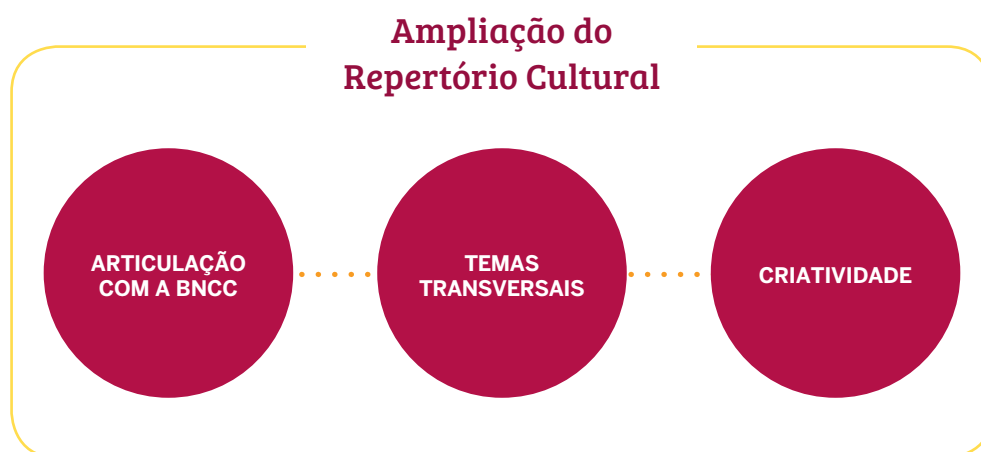 Ampliação do
Repertório Cultural
ARTICULAÇÃO
COM A BNCC
TEMAS
TRANSVERSAIS
CRIATIVIDADE